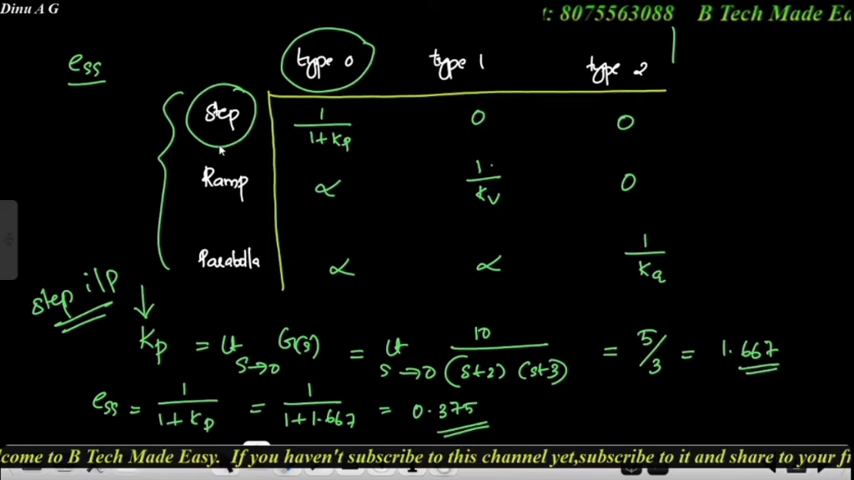 Dinu A G
: 8075563088 B Tech Made Ea
ess type 0 type 1 type 2
Step 1/(1+Kp) 0 0
Ramp ∝ 1/Kv 0
Parabolla ∝ ∝ 1/Ka
step i/p
Kp = Lt s→0 G(s) = Lt s→0 10/((s+2)(s+3)) = 5/3 = 1.667
ess = 1/(1+Kp) = 1/(1+1.667) = 0.375
lcome to B Tech Made Easy. If you haven't subscribe to this channel yet,subscribe to it and share to your fr